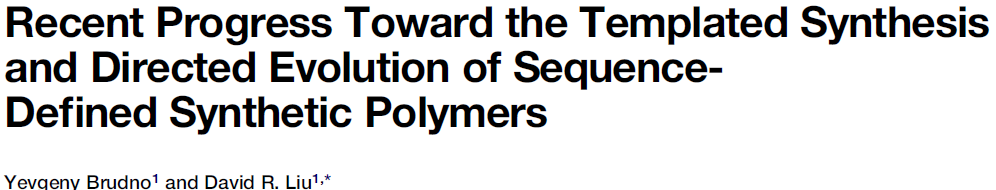 Recent Progress Toward the Templated Synthesis
and Directed Evolution of Sequence-
Defined Synthetic Polymers
Yevgeny Brudno¹ and David R. Liu¹,*